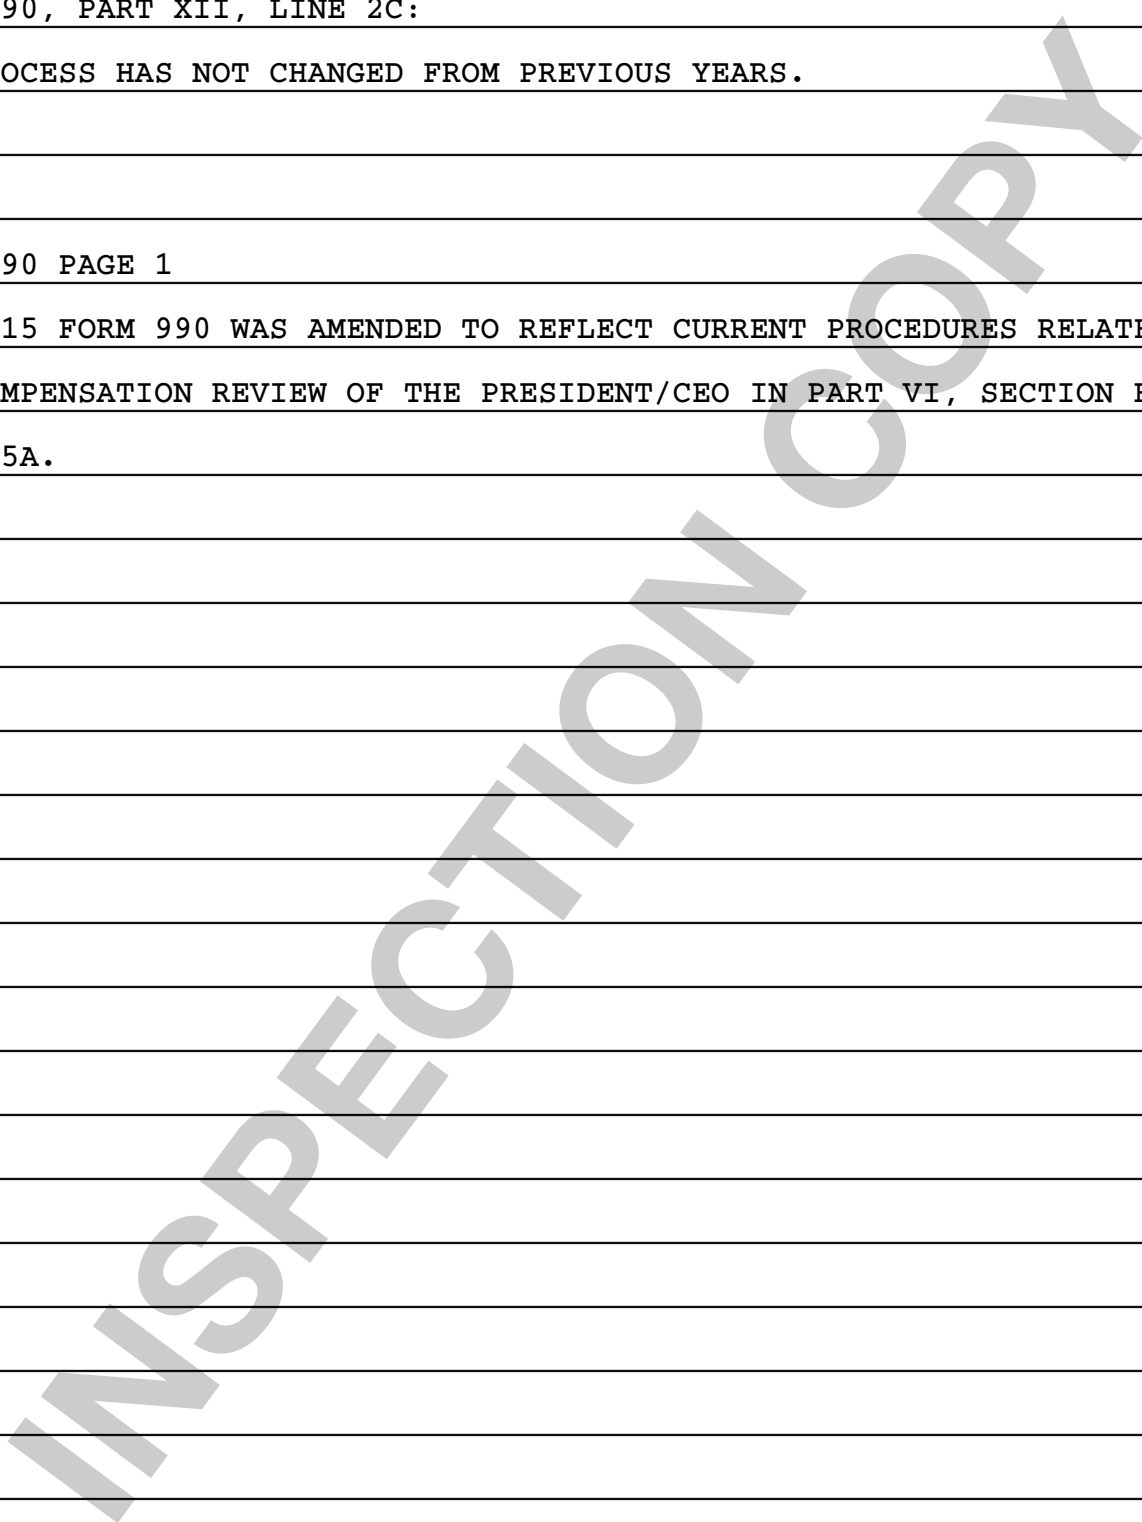 90, PART XII, LINE 2C:
OCESS HAS NOT CHANGED FROM PREVIOUS YEARS.
90 PAGE 1
15 FORM 990 WAS AMENDED TO REFLECT CURRENT PROCEDURES RELATE
MPENSATION REVIEW OF THE PRESIDENT/CEO IN PART VI, SECTION
5A.
INSPECTION COPY